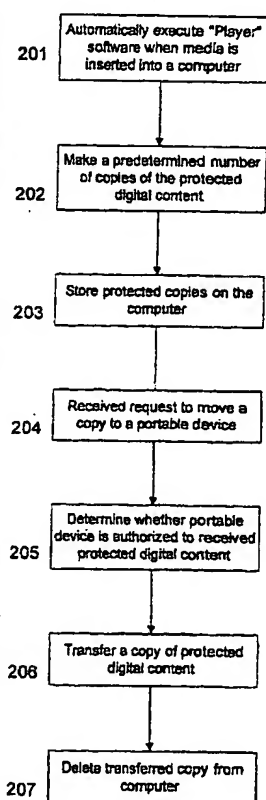 201
Automatically execute "Player"
software when media is
inserted into a computer
202
Make a predetermined number
of copies of the protected
digital content
203
Store protected copies on the
computer
204
Received request to move a
copy to a portable device
205
Determine whether portable
device is authorized to received
protected digital content
206
Transfer a copy of protected
digital content
207
Delete transferred copy from
computer